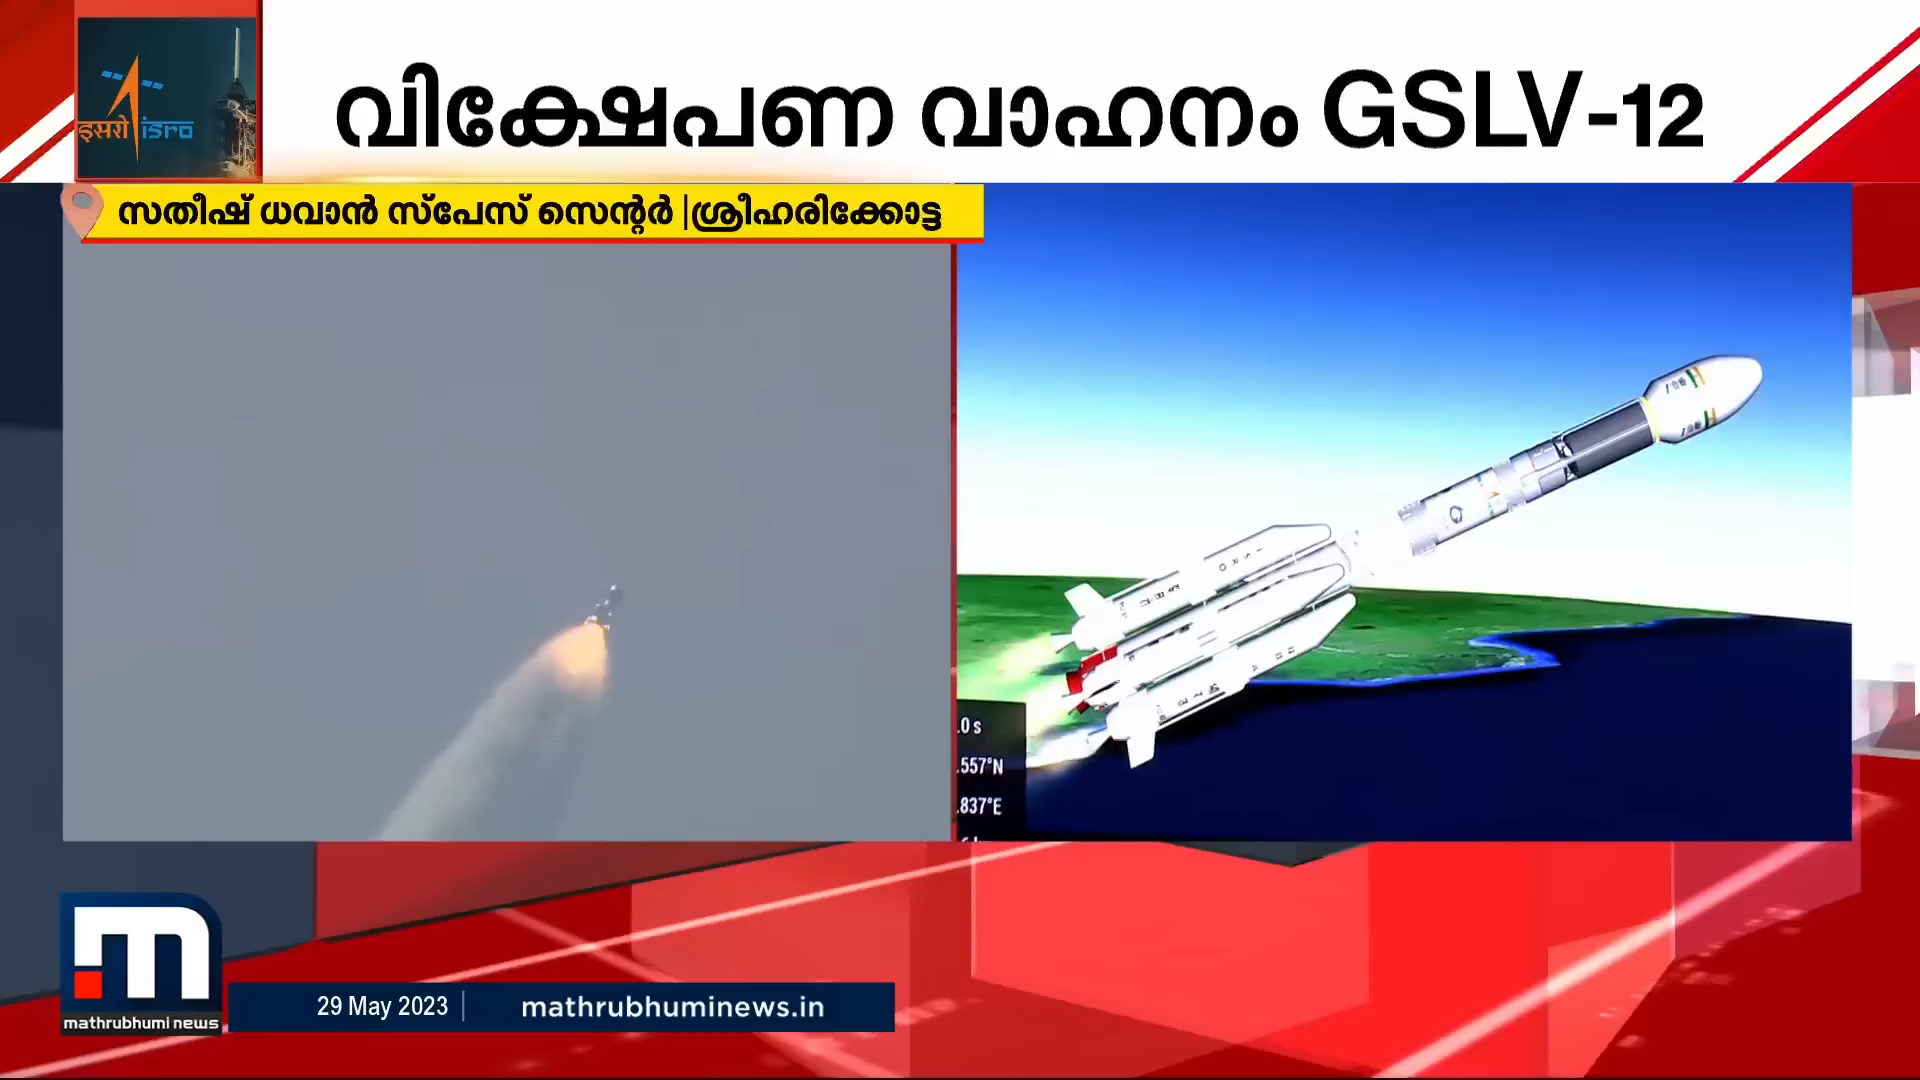 इसरो isro
വിക്ഷേപണ വാഹനം GSLV-12
സതീഷ് ധവാൻ സ്പേസ് സെന്റർ |ശ്രീഹരിക്കോട്ട
.0 s
.557°N
.837°E
mathrubhumi news
29 May 2023
mathrubhuminews.in